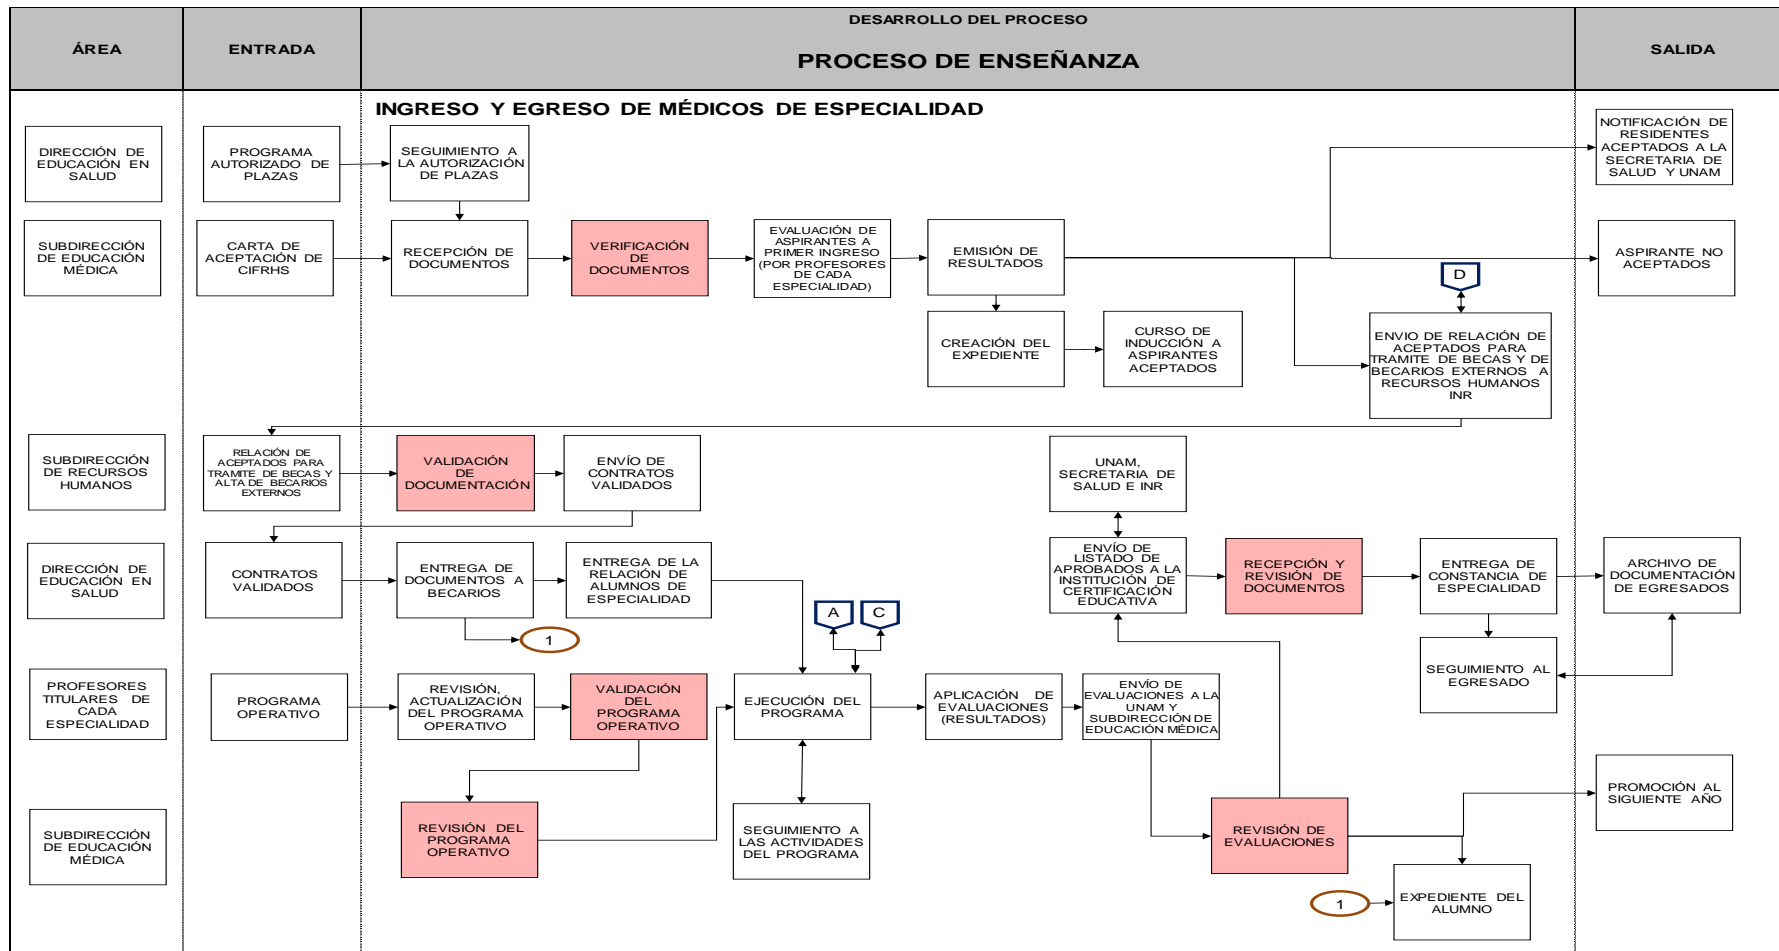 DESARROLLO DEL PROCESO
ÁREA
ENTRADA
PROCESO DE ENSEÑANZA
SALIDA
INGRESO Y EGRESO DE MÉDICOS DE ESPECIALIDAD
DIRECCIÓN DE
EDUCACIÓN EN
SALUD
PROGRAMA
AUTORIZADO DE
PLAZAS
SEGUIMIENTO A
LA AUTORIZACIÓN
DE PLAZAS
NOTIFICACIÓN DE
RESIDENTES
ACEPTADOS A LA
SECRETARIA DE
SALUD Y UNAM
SUBDIRECCIÓN
DE EDUCACIÓN
MÉDICA
CARTA DE
ACEPTACIÓN DE
CIFRHS
RECEPCIÓN DE
DOCUMENTOS
VERIFICACIÓN
DE
DOCUMENTOS
EVALUACIÓN DE
ASPIRANTES A
PRIMER INGRESO
(POR PROFESORES
DE CADA
ESPECIALIDAD)
EMISIÓN DE
RESULTADOS
ASPIRANTE NO
ACEPTADOS
D
CREACIÓN DEL
EXPEDIENTE
CURSO DE
INDUCCIÓN A
ASPIRANTES
ACEPTADOS
ENVIO DE RELACIÓN DE
ACEPTADOS PARA
TRAMITE DE BECAS Y DE
BECARIOS EXTERNOS A
RECURSOS HUMANOS
INR
SUBDIRECCIÓN
DE RECURSOS
HUMANOS
RELACIÓN DE
ACEPTADOS PARA
TRAMITE DE BECAS Y
ALTA DE BECARIOS
EXTERNOS
VALIDACIÓN
DE
DOCUMENTACIÓN
ENVÍO DE
CONTRATOS
VALIDADOS
UNAM,
SECRETARIA DE
SALUD E INR
DIRECCIÓN DE
EDUCACIÓN EN
SALUD
CONTRATOS
VALIDADOS
ENTREGA DE
DOCUMENTOS A
BECARIOS
ENTREGA DE LA
RELACIÓN DE
ALUMNOS DE
ESPECIALIDAD
ENVÍO DE
LISTADO DE
APROBADOS A LA
INSTITUCIÓN DE
CERTIFICACIÓN
EDUCATIVA
RECEPCIÓN Y
REVISIÓN DE
DOCUMENTOS
ENTREGA DE
CONSTANCIA DE
ESPECIALIDAD
ARCHIVO DE
DOCUMENTACIÓN
DE EGRESADOS
A
C
1
PROFESORES
TITULARES DE
CADA
ESPECIALIDAD
PROGRAMA
OPERATIVO
REVISIÓN,
ACTUALIZACIÓN
DEL PROGRAMA
OPERATIVO
VALIDACIÓN
DEL
PROGRAMA
OPERATIVO
EJECUCIÓN DEL
PROGRAMA
APLICACIÓN DE
EVALUACIONES
(RESULTADOS)
ENVÍO DE
EVALUACIONES A LA
UNAM Y
SUBDIRECCIÓN DE
EDUCACIÓN MÉDICA
SEGUIMIENTO AL
EGRESADO
SUBDIRECCIÓN
DE EDUCACIÓN
MÉDICA
REVISIÓN DEL
PROGRAMA
OPERATIVO
SEGUIMIENTO A
LAS ACTIVIDADES
DEL PROGRAMA
REVISIÓN DE
EVALUACIONES
PROMOCIÓN AL
SIGUIENTE AÑO
1
EXPEDIENTE DEL
ALUMNO